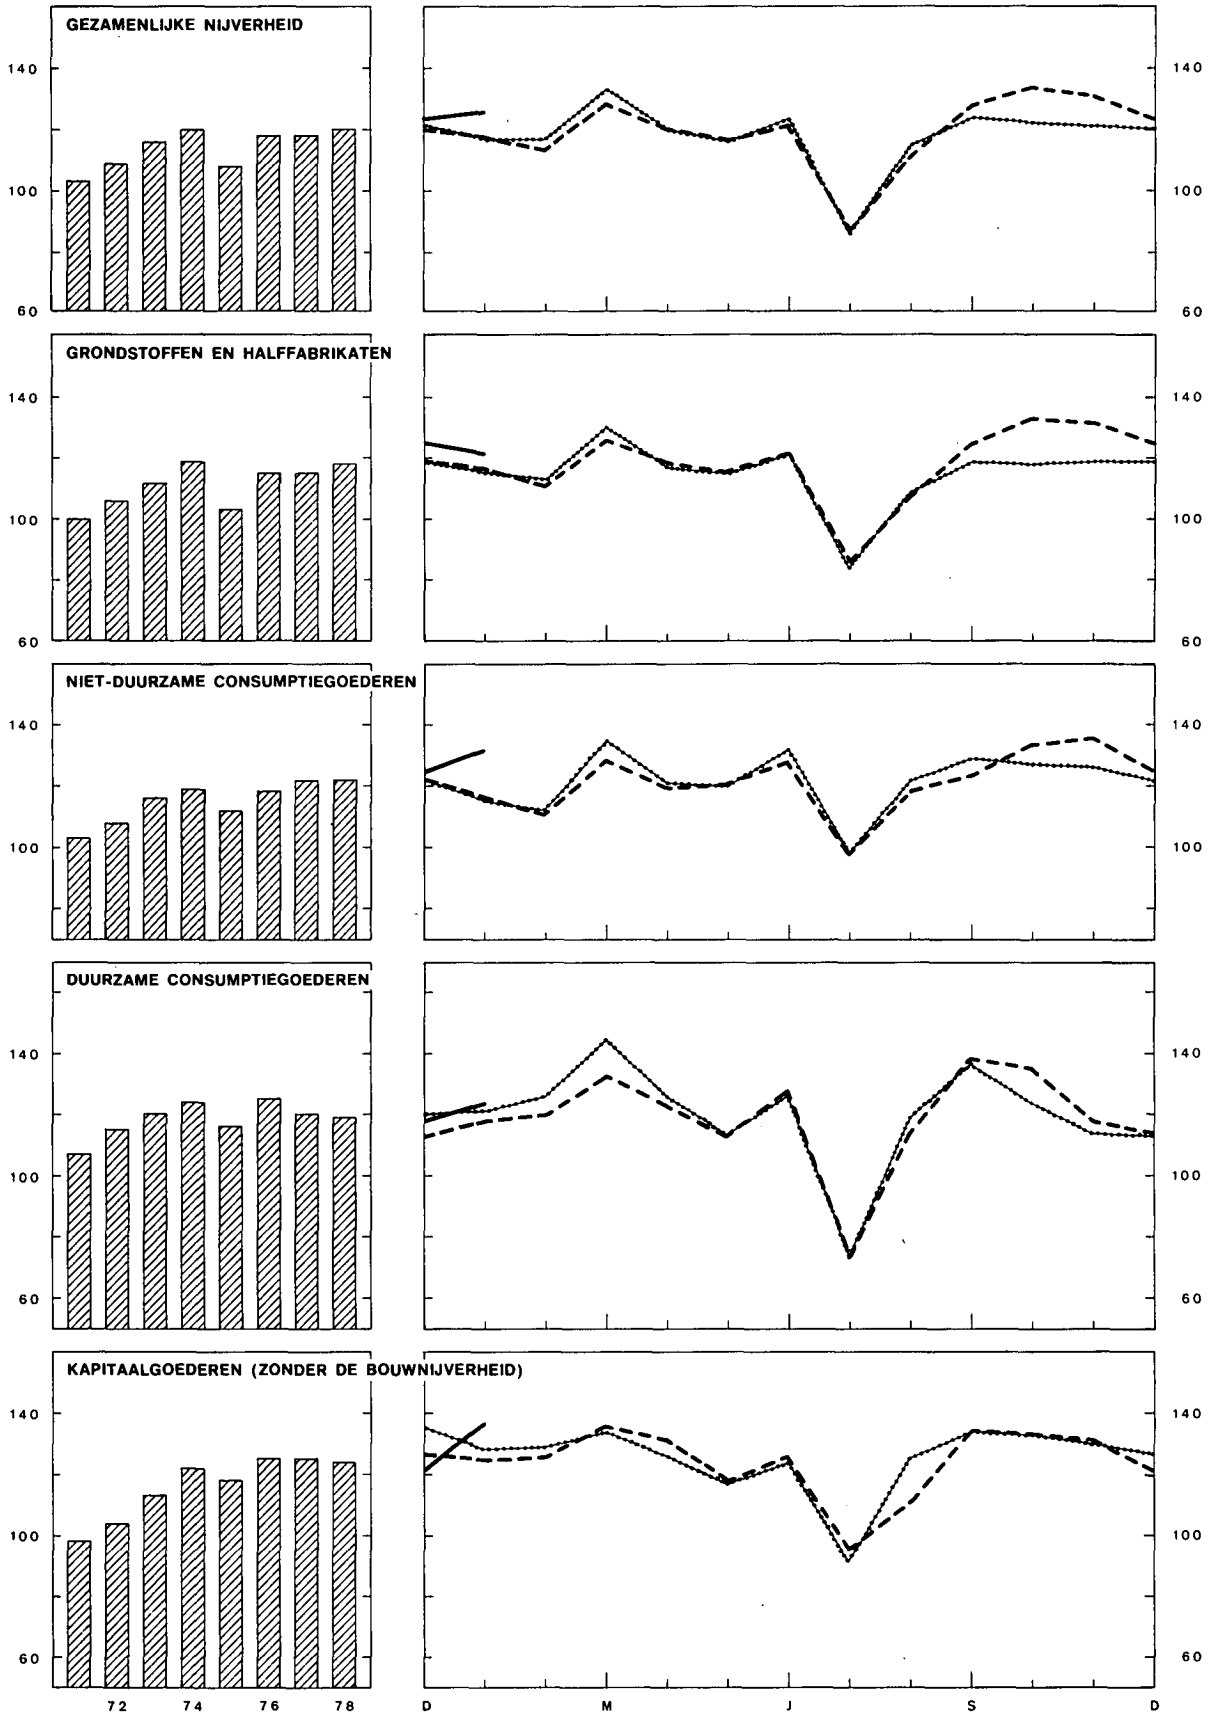 GEZAMENLIJKE NIJVERHEID
140 140
100 100
60 60
GRONDSTOFFEN EN HALFFABRIKATEN
140 140
100 100
60 60
NIET-DUURZAME CONSUMPTIEGOEDEREN
140 140
100 100
DUURZAME CONSUMPTIEGOEDEREN
140 140
100 100
60 60
KAPITAALGOEDEREN (ZONDER DE BOUWNIJVERHEID)
140 140
100 100
60 60
72 74 76 78 D M J S D